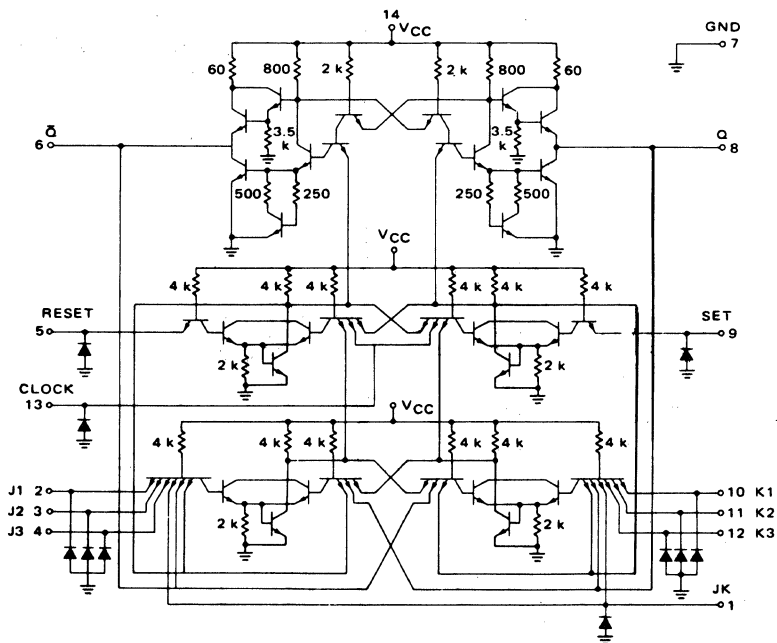 14
VCC
GND
7
60 800 2 k 2 k 800 60
Q̄
6
3.5
k
3.5
k
Q
8
500 250 250 500
VCC
4 k 4 k 4 k 4 k 4 k 4 k
RESET
5
SET
9
2 k 2 k
CLOCK
13
VCC
4 k 4 k 4 k 4 k 4 k 4 k
J1 2
J2 3
J3 4
10 K1
11 K2
12 K3
2 k 2 k
JK
1